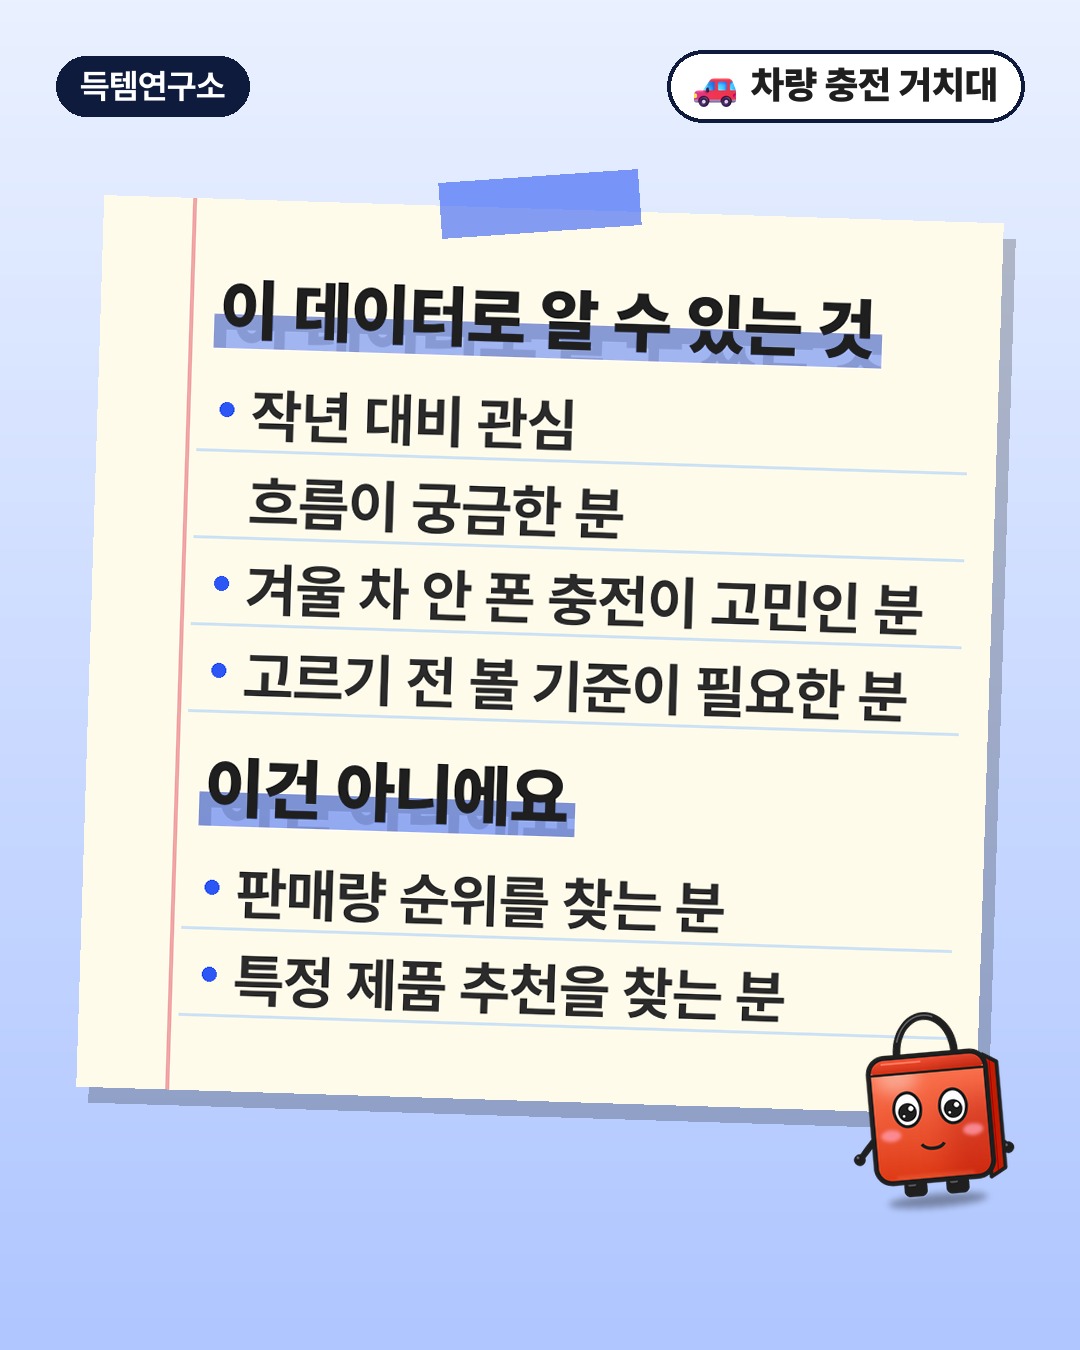 득템연구소
차량 충전 거치대
이 데이터로 알 수 있는 것
작년 대비 관심
흐름이 궁금한 분
겨울 차 안 폰 충전이 고민인 분
고르기 전 볼 기준이 필요한 분
이건 아니에요
판매량 순위를 찾는 분
특정 제품 추천을 찾는 분